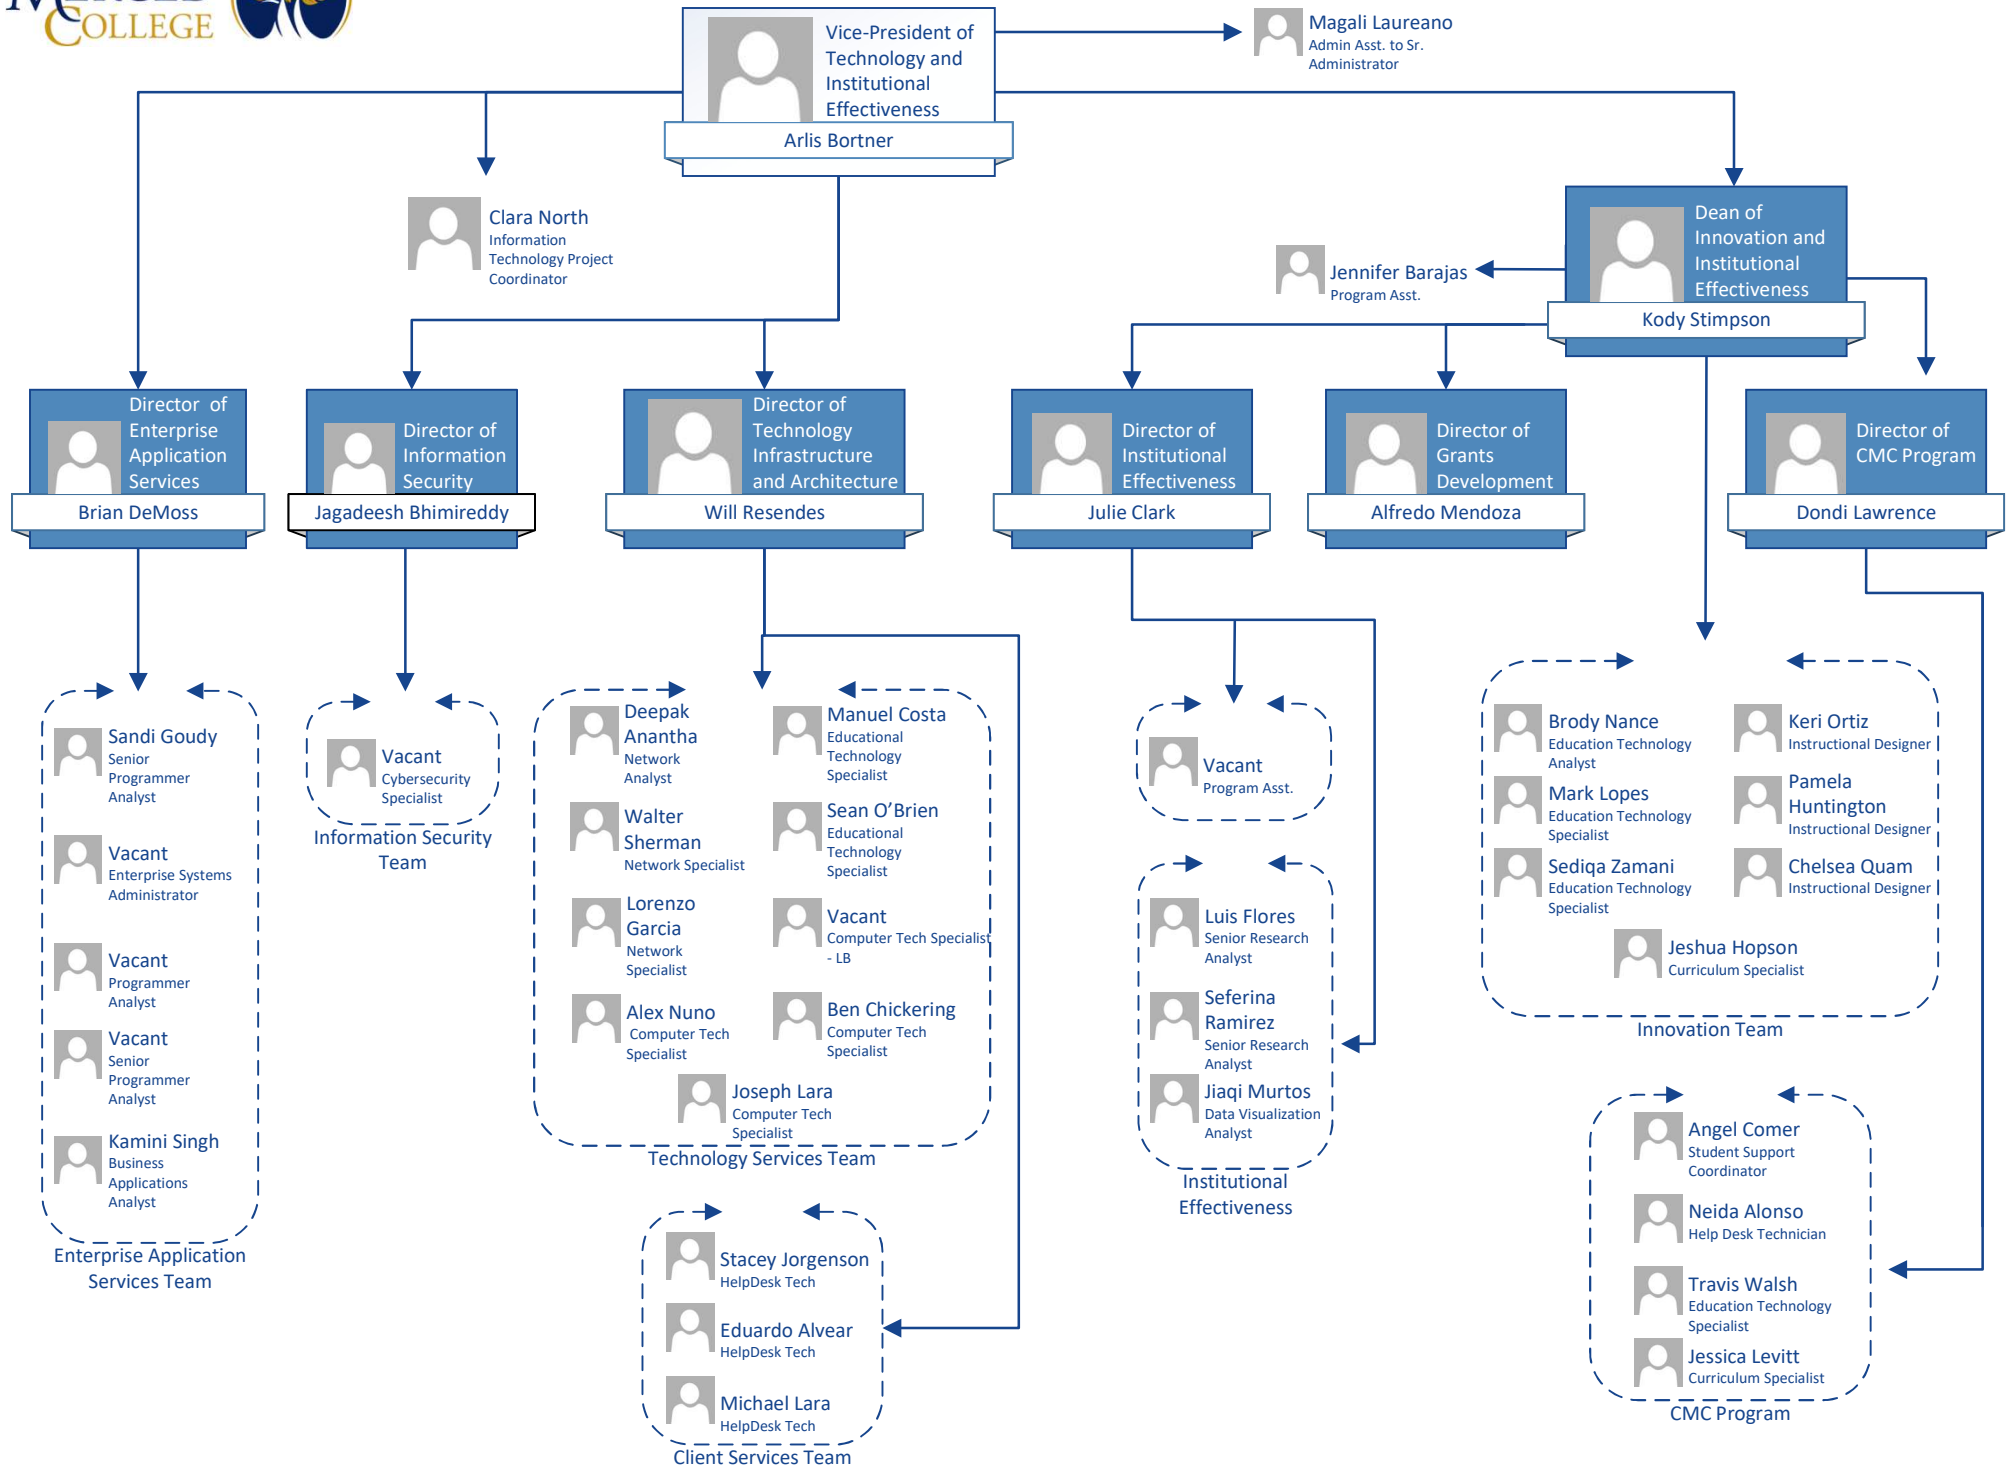 COLLEGE
Vice-President of
Technology and
Institutional
Effectiveness
Arlis Bortner
Magali Laureano
Admin Asst. to Sr.
Administrator
Clara North
Information
Technology Project
Coordinator
Dean of
Innovation and
Institutional
Effectiveness
Kody Stimpson
Jennifer Barajas
Program Asst.
Director of
Enterprise
Application
Services
Brian DeMoss
Director of
Information
Security
Jagadeesh Bhimireddy
Director of
Technology
Infrastructure
and Architecture
Will Resendes
Director of
Institutional
Effectiveness
Julie Clark
Director of
Grants
Development
Alfredo Mendoza
Director of
CMC Program
Dondi Lawrence
Sandi Goudy
Senior
Programmer
Analyst
Vacant
Enterprise Systems
Administrator
Vacant
Programmer
Analyst
Vacant
Senior
Programmer
Analyst
Kamini Singh
Business
Applications
Analyst
Enterprise Application
Services Team
Vacant
Cybersecurity
Specialist
Information Security
Team
Deepak
Anantha
Network
Analyst
Manuel Costa
Educational
Technology
Specialist
Walter
Sherman
Network Specialist
Sean O’Brien
Educational
Technology
Specialist
Lorenzo
Garcia
Network
Specialist
Vacant
Computer Tech Specialist
- LB
Alex Nuno
Computer Tech
Specialist
Ben Chickering
Computer Tech
Specialist
Joseph Lara
Computer Tech
Specialist
Technology Services Team
Stacey Jorgenson
HelpDesk Tech
Eduardo Alvear
HelpDesk Tech
Michael Lara
HelpDesk Tech
Client Services Team
Vacant
Program Asst.
Luis Flores
Senior Research
Analyst
Seferina
Ramirez
Senior Research
Analyst
Jiaqi Murtos
Data Visualization
Analyst
Institutional
Effectiveness
Brody Nance
Education Technology
Analyst
Keri Ortiz
Instructional Designer
Mark Lopes
Education Technology
Specialist
Pamela
Huntington
Instructional Designer
Sediqa Zamani
Education Technology
Specialist
Chelsea Quam
Instructional Designer
Jeshua Hopson
Curriculum Specialist
Innovation Team
Angel Comer
Student Support
Coordinator
Neida Alonso
Help Desk Technician
Travis Walsh
Education Technology
Specialist
Jessica Levitt
Curriculum Specialist
CMC Program